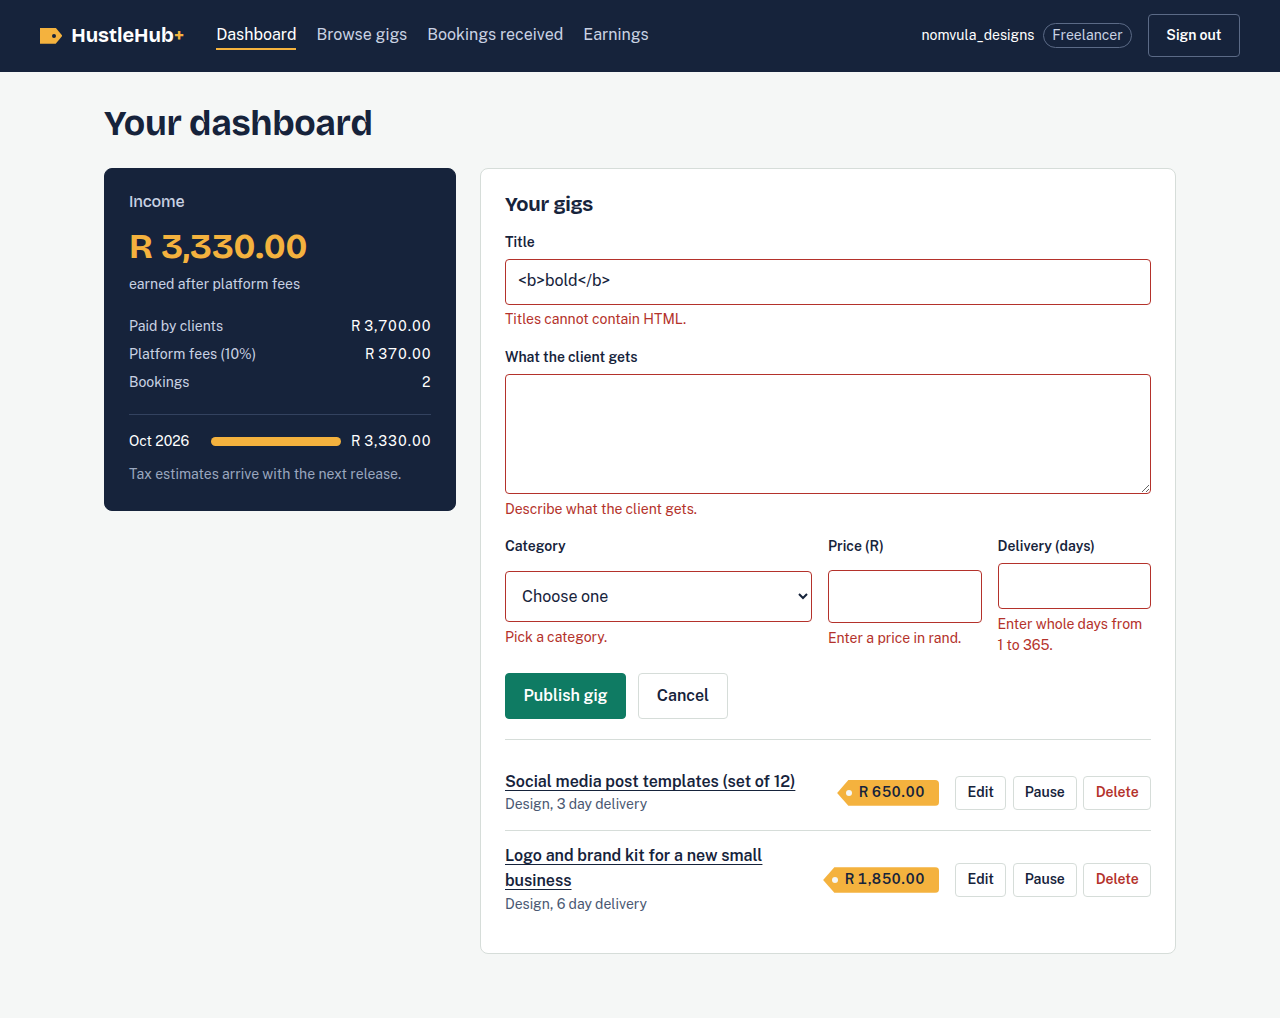 HustleHub+ Dashboard Browse gigs Bookings received Earnings nomvula_designs Freelancer Sign out
Your dashboard
Income
R 3,330.00
earned after platform fees
Paid by clients R 3,700.00
Platform fees (10%) R 370.00
Bookings 2
Oct 2026 R 3,330.00
Tax estimates arrive with the next release.
Your gigs
Title
<b>bold</b>
Titles cannot contain HTML.
What the client gets
Describe what the client gets.
Category Price (R) Delivery (days)
Choose one
Pick a category. Enter a price in rand. Enter whole days from
1 to 365.
Publish gig Cancel
Social media post templates (set of 12) R 650.00 Edit Pause Delete
Design, 3 day delivery
Logo and brand kit for a new small
business R 1,850.00 Edit Pause Delete
Design, 6 day delivery